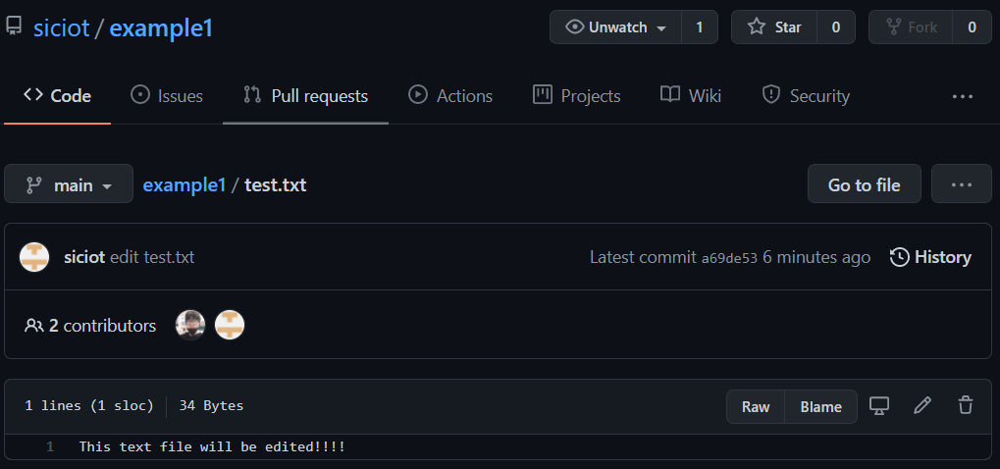 siciot / example1 Unwatch 1 Star 0 Fork 0
Code Issues Pull requests Actions Projects Wiki Security ...
main example1 / test.txt Go to file ...
siciot edit test.txt Latest commit a69de53 6 minutes ago History
2 contributors
1 lines (1 sloc) 34 Bytes Raw Blame
1 This text file will be edited!!!!